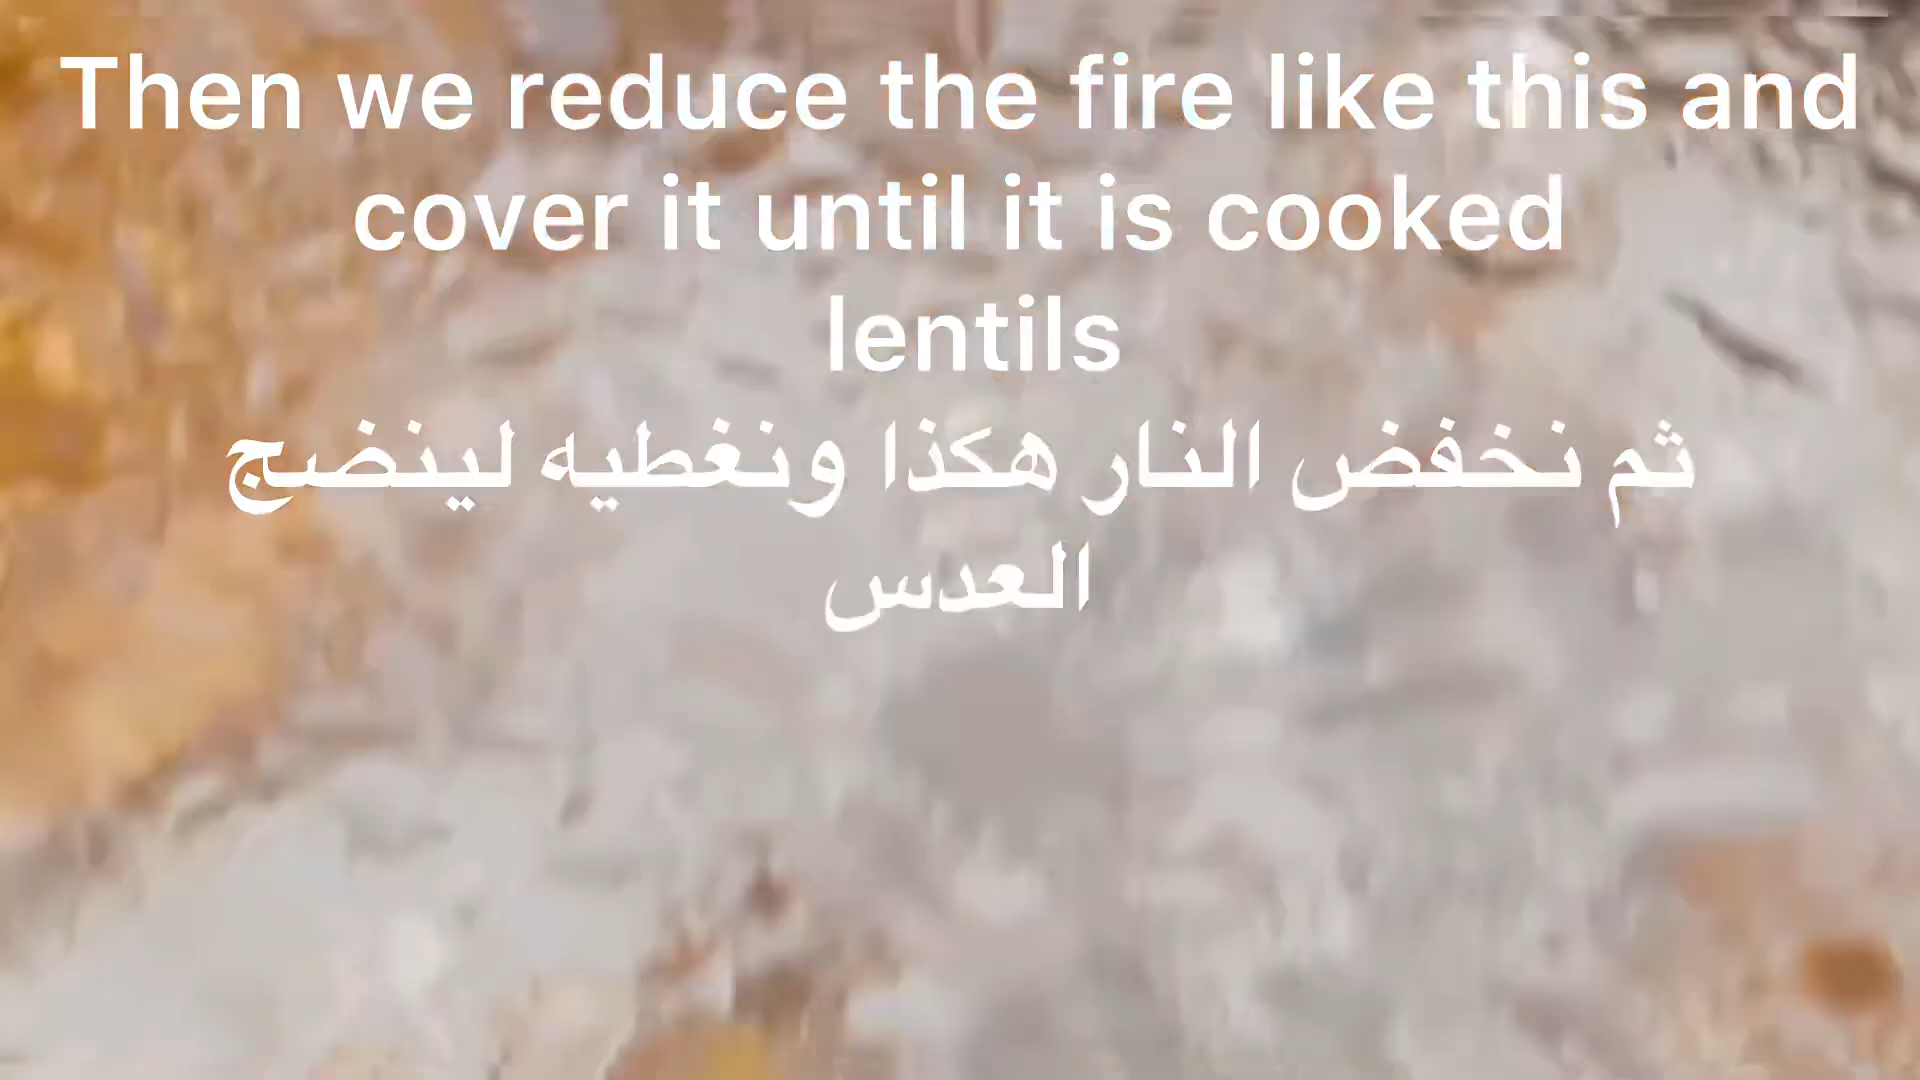 Then we reduce the fire like this and
cover it until it is cooked
lentils
ثم نخفض النار هكذا ونغطيه لينضج
العدس